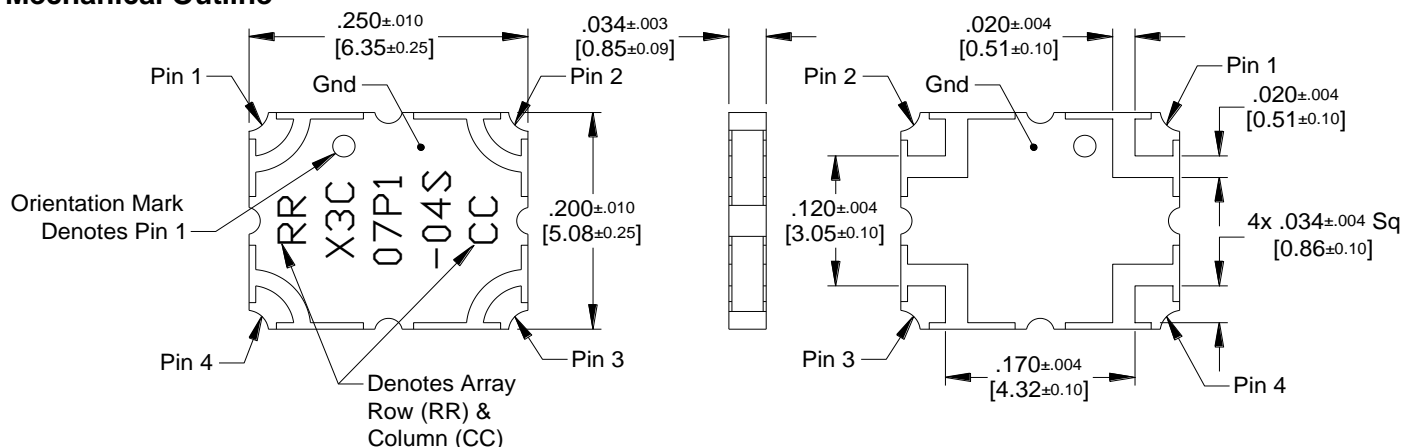 Mechanical Outline
.250±.010
[6.35±0.25]
.034±.003
[0.85±0.09]
.020±.004
[0.51±0.10]
Pin 1
Gnd
Pin 2
Pin 2
Gnd
Pin 1
.020±.004
[0.51±0.10]
Orientation Mark
Denotes Pin 1
RR
X3C
07P1
-04S
CC
.200±.010
[5.08±0.25]
.120±.004
[3.05±0.10]
4x .034±.004 Sq
[0.86±0.10]
Pin 4
Pin 3
Denotes Array
Row (RR) &
Column (CC)
Pin 3
.170±.004
[4.32±0.10]
Pin 4